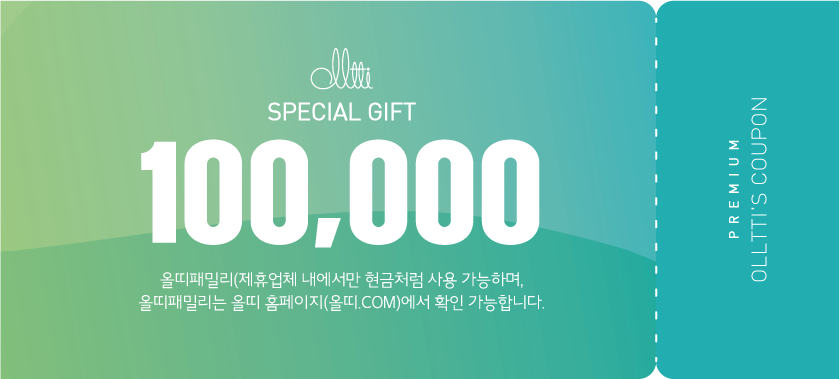 olltti
SPECIAL GIFT
100,000
올띠패밀리(제휴업체 내에서만 현금처럼 사용 가능하며,
올띠패밀리는 올띠 홈페이지(올띠.COM)에서 확인 가능합니다.
PREMIUM
OLLTTI'S COUPON